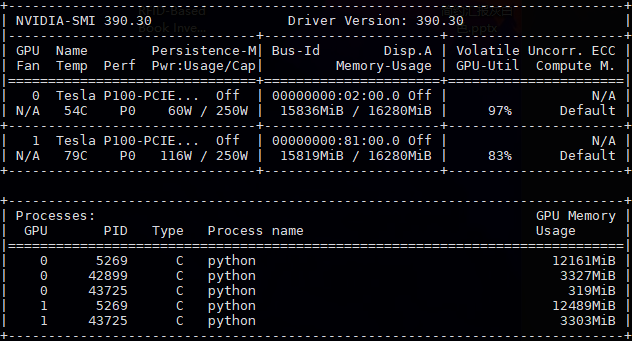 NVIDIA-SMI 390.30 Driver Version: 390.30
GPU Name Persistence-M| Bus-Id Disp.A | Volatile Uncorr. ECC
Fan Temp Perf Pwr:Usage/Cap| Memory-Usage | GPU-Util Compute M.
0 Tesla P100-PCIE... Off | 00000000:02:00.0 Off | N/A
N/A 54C P0 60W / 250W | 15836MiB / 16280MiB | 97% Default
1 Tesla P100-PCIE... Off | 00000000:81:00.0 Off | N/A
N/A 79C P0 116W / 250W | 15819MiB / 16280MiB | 83% Default
Processes: GPU Memory
GPU PID Type Process name Usage
0 5269 C python 12161MiB
0 42899 C python 3327MiB
0 43725 C python 319MiB
1 5269 C python 12489MiB
1 43725 C python 3303MiB